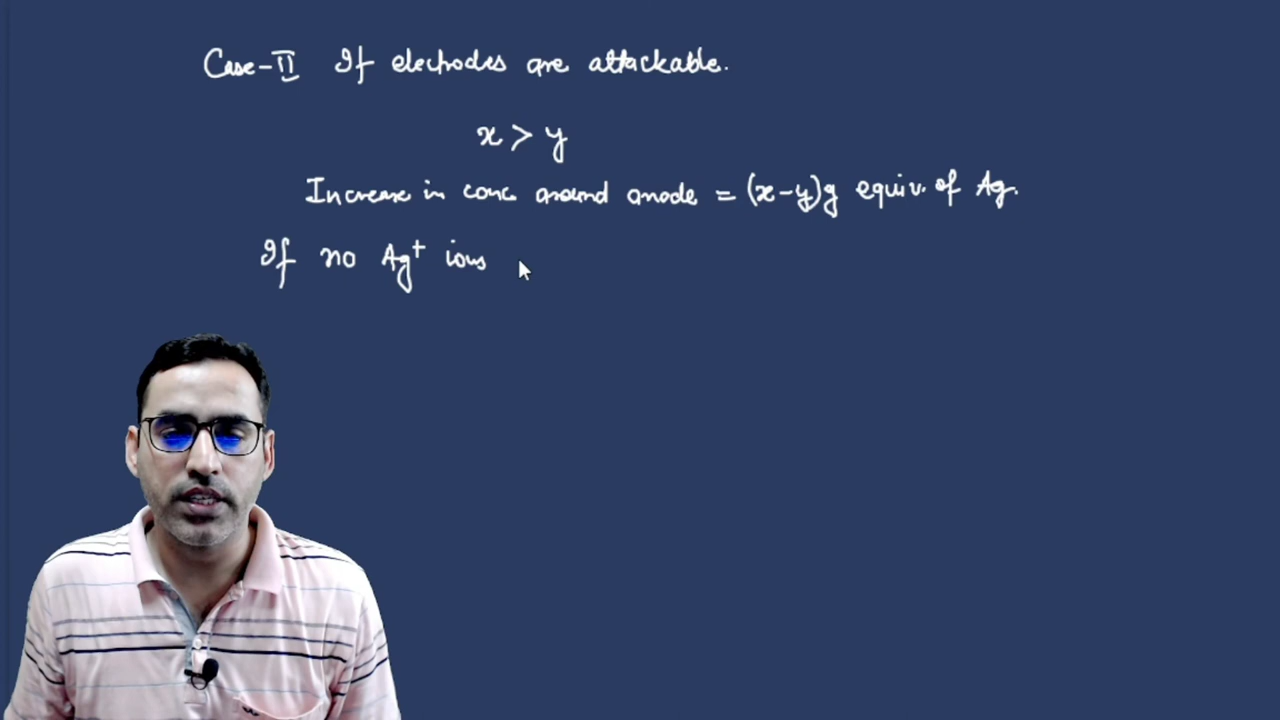 Case-II If electrodes are attackable.
x > y
Increase in conc around anode = (x-y)g equiv. of Ag.
If no Ag⁺ ions